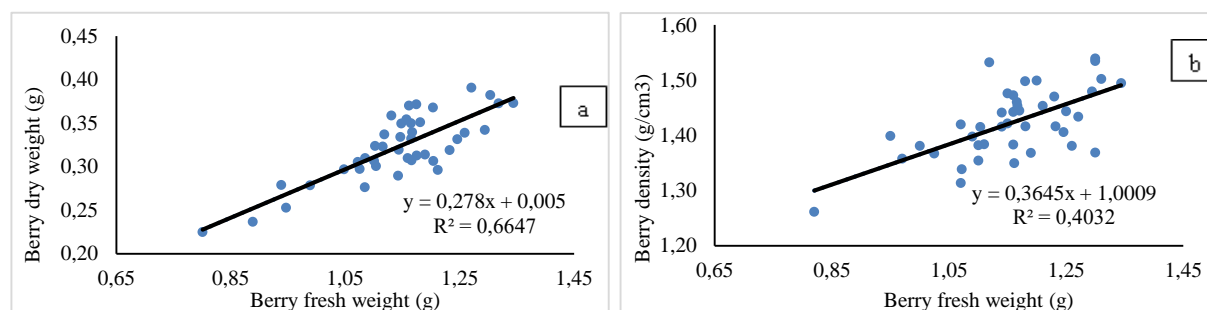 0,45
0,40
0,35
0,30
0,25
0,20
Berry dry weight (g)
a
y = 0,278x + 0,005
R² = 0,6647
0,65 0,85 1,05 1,25 1,45
Berry fresh weight (g)
1,60
1,50
1,40
1,30
1,20
Berry density (g/cm3)
b
y = 0,3645x + 1,0009
R² = 0,4032
0,65 0,85 1,05 1,25 1,45
Berry fresh weight (g)